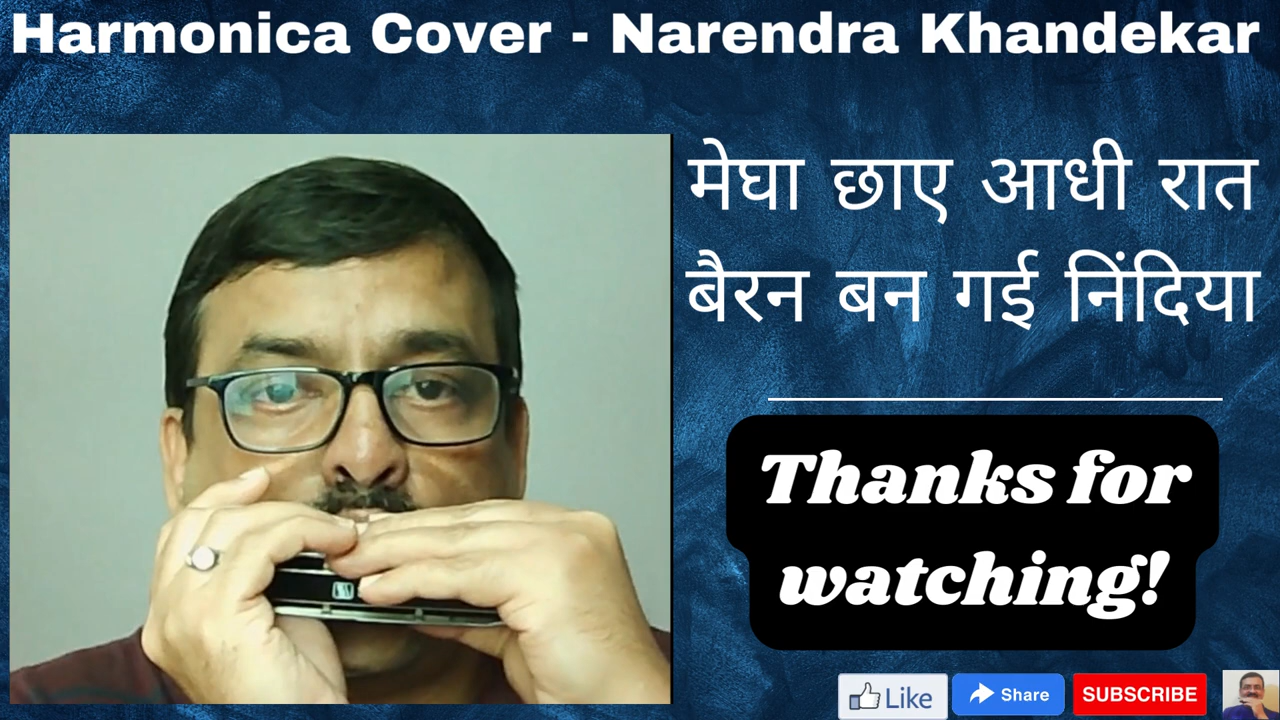 Harmonica Cover - Narendra Khandekar
मेघा छाए आधी रात
बैरन बन गई निंदिया
Thanks for
watching!
Like
Share
SUBSCRIBE